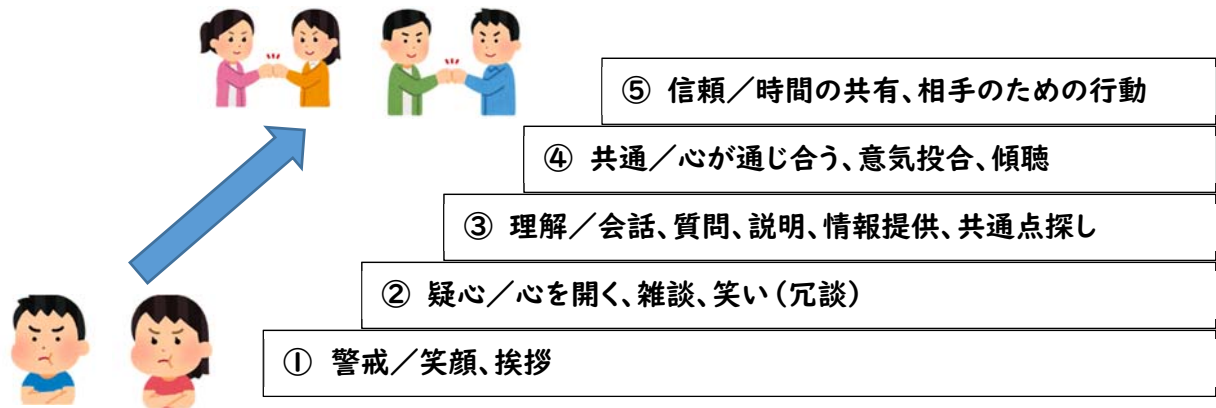 ⑤ 信頼／時間の共有、相手のための行動
④ 共通／心が通じ合う、意気投合、傾聴
③ 理解／会話、質問、説明、情報提供、共通点探し
② 疑心／心を開く、雑談、笑い（冗談）
① 警戒／笑顔、挨拶